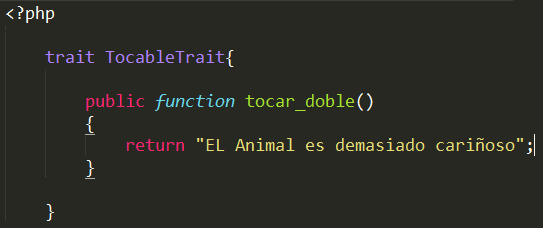 <?php
trait TocableTrait{
public function tocar_doble()
{
return "EL Animal es demasiado cariñoso";
}
}